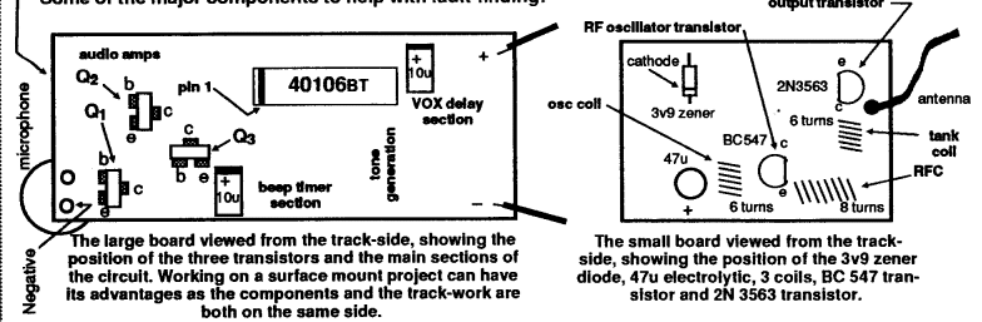 Some of the major components to help with fault-finding:
audio amps
Q2
b
c
e
Q1
b
c
e
pin 1
40106BT
c
Q3
b e
+
10u
VOX delay
section
+
+
10u
beep timer
section
tone
generation
-
microphone
Negative
The large board viewed from the track-side, showing the
position of the three transistors and the main sections of
the circuit. Working on a surface mount project can have
its advantages as the components and the track-work are
both on the same side.
output transistor
RF oscillator transistor
cathode
3v9 zener
osc coil
2N3563
e
c
antenna
6 turns
tank
coil
BC547
c
e
47u
+
6 turns
RFC
8 turns
The small board viewed from the track-
side, showing the position of the 3v9 zener
diode, 47u electrolytic, 3 coils, BC 547 tran-
sistor and 2N 3563 transistor.